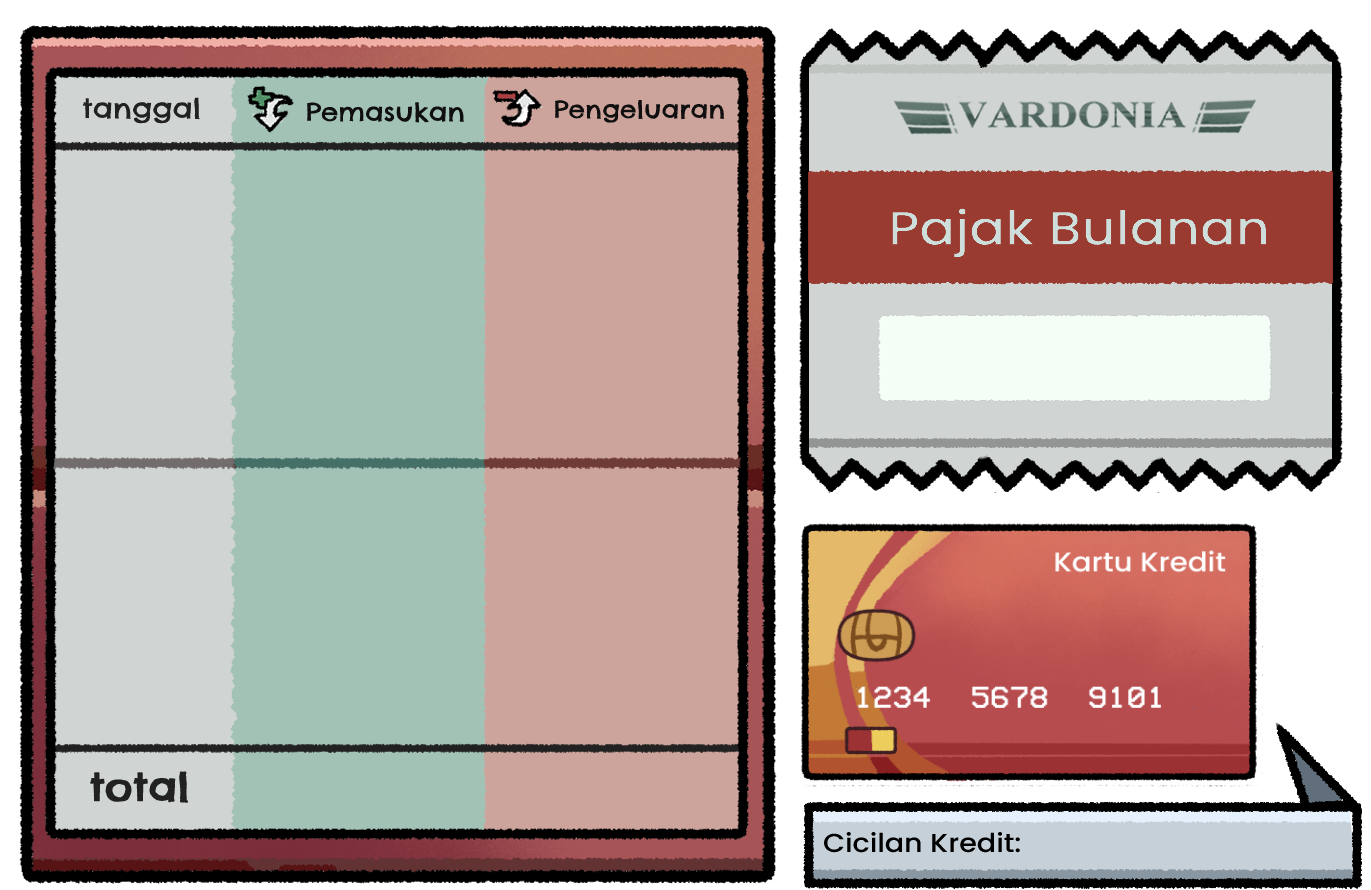 tanggal Pemasukan Pengeluaran
total
VARDONIA
Pajak Bulanan
Kartu Kredit
1234 5678 9101
Cicilan Kredit: